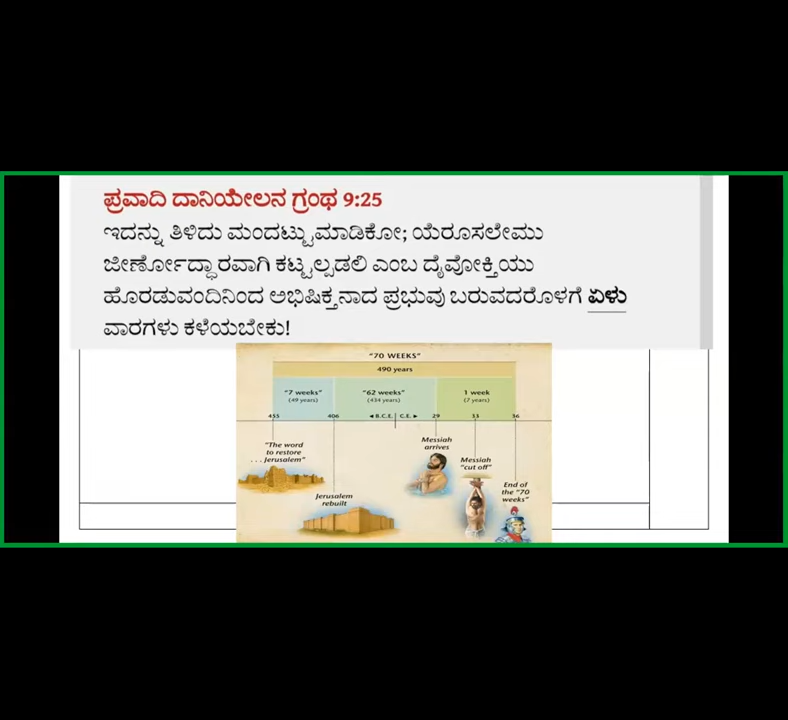 ಪ್ರವಾದಿ ದಾನಿಯೇಲನ ಗ್ರಂಥ 9:25
ಇದನ್ನು ತಿಳಿದು ಮಂದಟ್ಟುಮಾಡಿಕೋ; ಯೆರೂಸಲೇಮು
ಜೀರ್ಣೋದ್ಧಾರವಾಗಿ ಕಟ್ಟಲ್ಪಡಲಿ ಎಂಬ ದೈವೋಕ್ತಿಯು
ಹೊರಡುವಂದಿನಿಂದ ಅಭಿಷಿಕ್ತನಾದ ಪ್ರಭುವು ಬರುವದರೊಳಗೆ ಏಳು
ವಾರಗಳು ಕಳೆಯಬೇಕು!
"70 WEEKS"
490 years
"7 weeks" "62 weeks" 1 week
(49 years) (434 years) (7 years)
455 406 ◄ B.C.E. C.E. ► 29 33 36
"The word
to restore
. . . Jerusalem"
Jerusalem
rebuilt
Messiah
arrives
Messiah
"cut off"
End of
the "70
weeks"